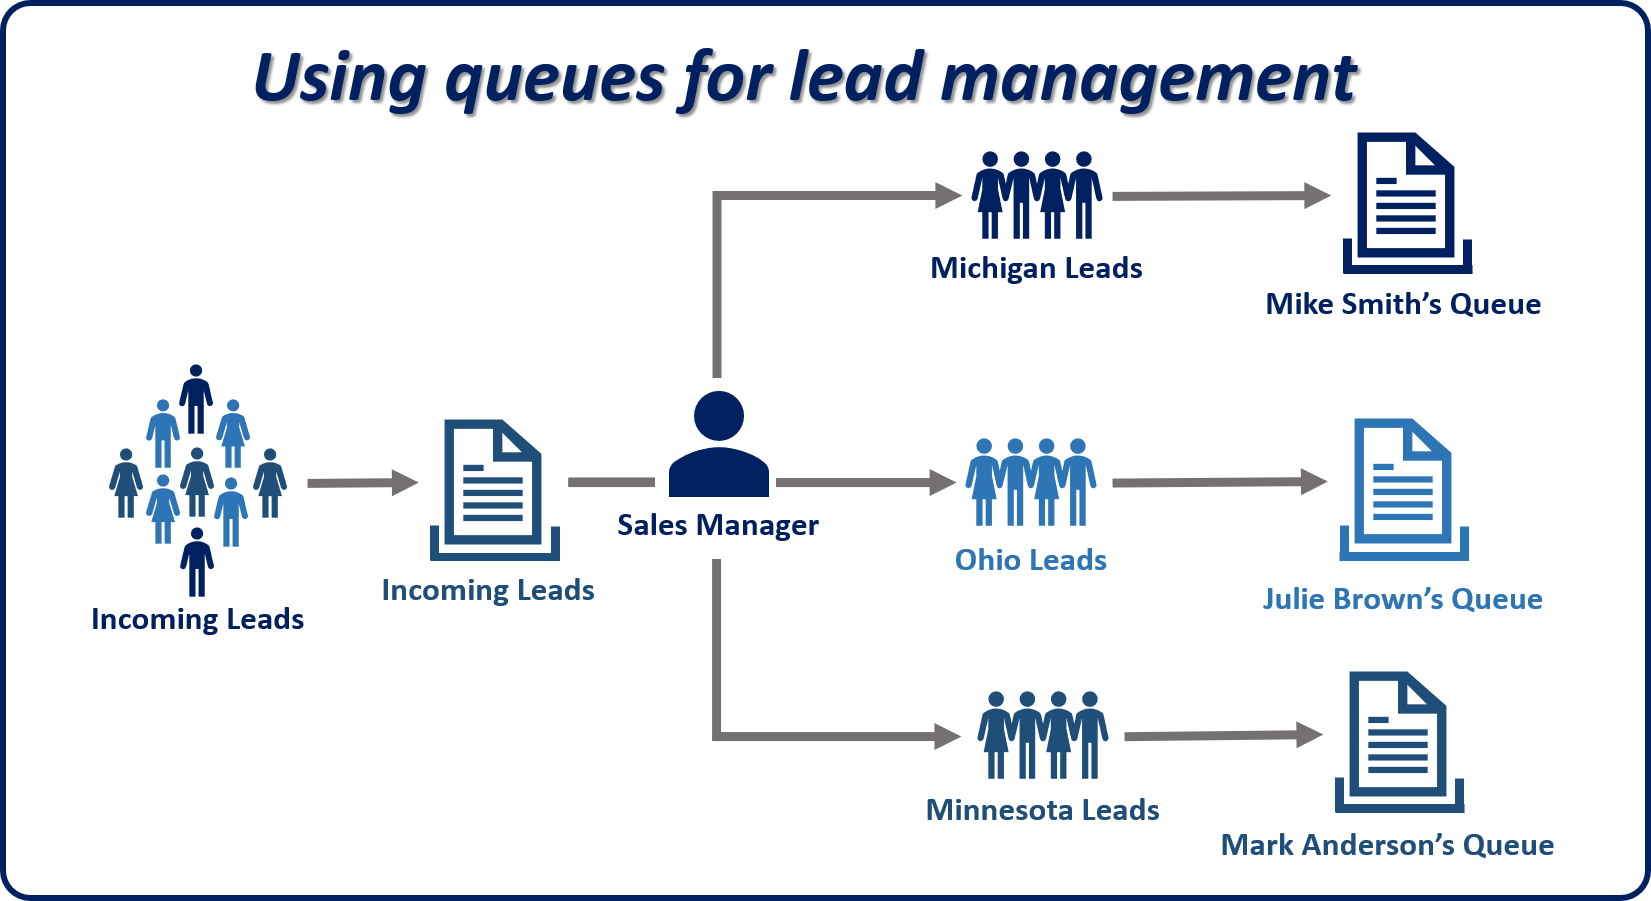 Using queues for lead management
Michigan Leads
Mike Smith’s Queue
Incoming Leads
Incoming Leads
Sales Manager
Ohio Leads
Julie Brown’s Queue
Minnesota Leads
Mark Anderson’s Queue